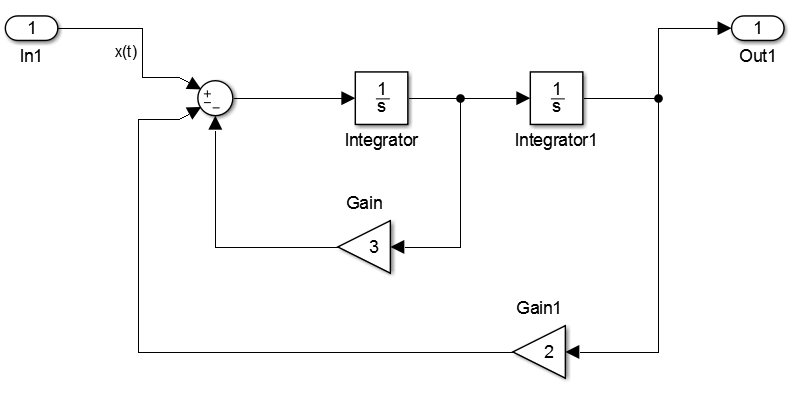 1
In1
x(t)
+
−
−
1
s
Integrator
1
s
Integrator1
1
Out1
Gain
3
Gain1
2